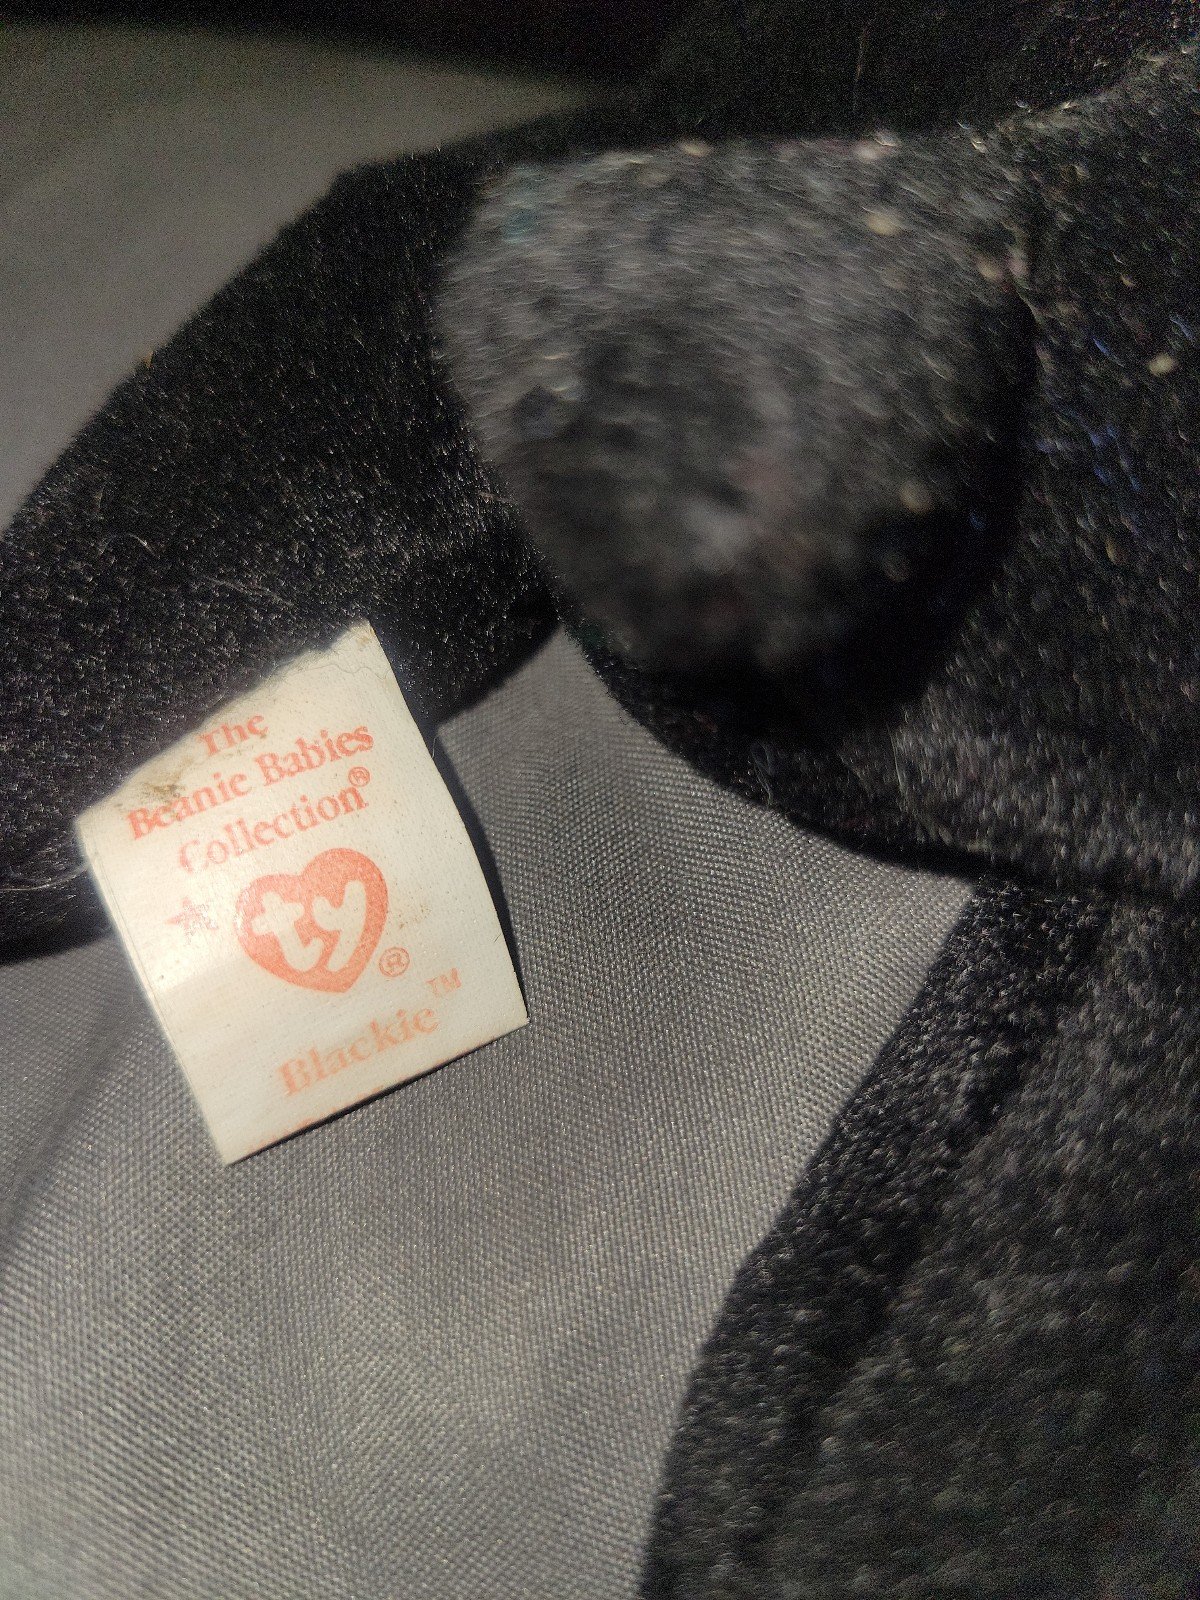 The
Beanie Babies
Collection®
ty®
Blackie™